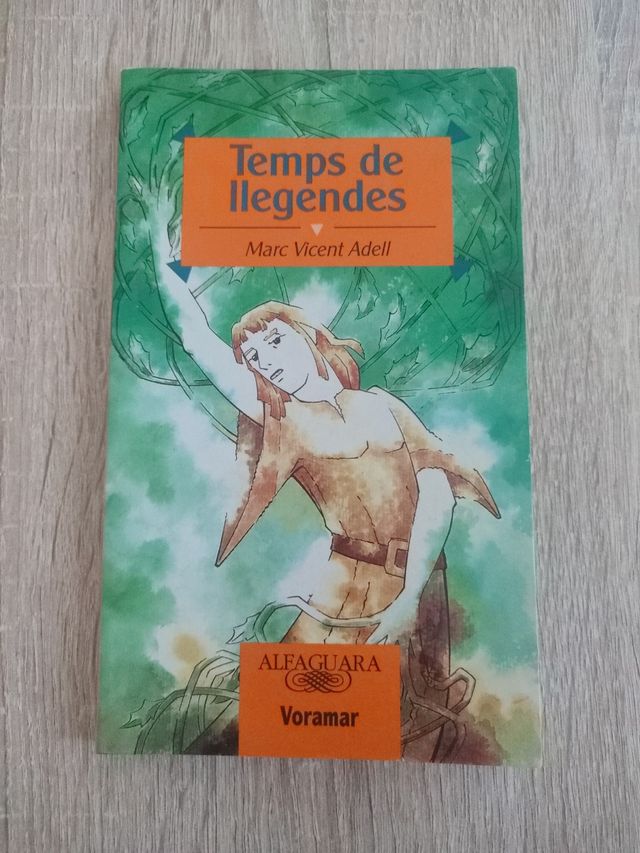 Temps de
llegendes
Marc Vicent Adell
ALFAGUARA
Voramar